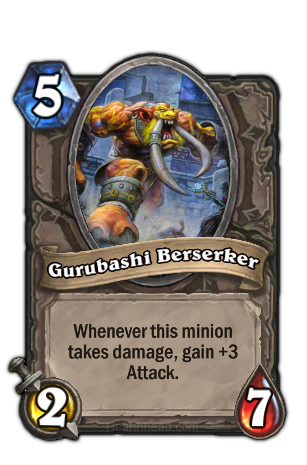 5
Gurubashi Berserker
Whenever this minion
takes damage, gain +3
Attack.
2
7